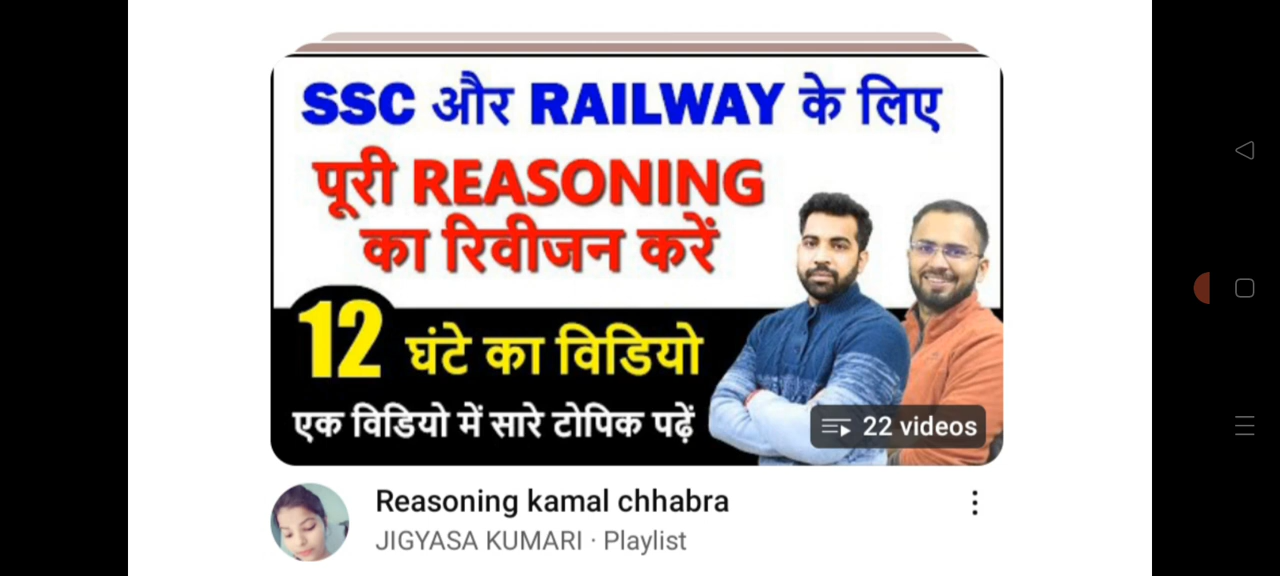 SSC और RAILWAY के लिए
पूरी REASONING
का रिवीजन करें
12 घंटे का विडियो
एक विडियो में सारे टोपिक पढ़ें
22 videos
Reasoning kamal chhabra
JIGYASA KUMARI · Playlist